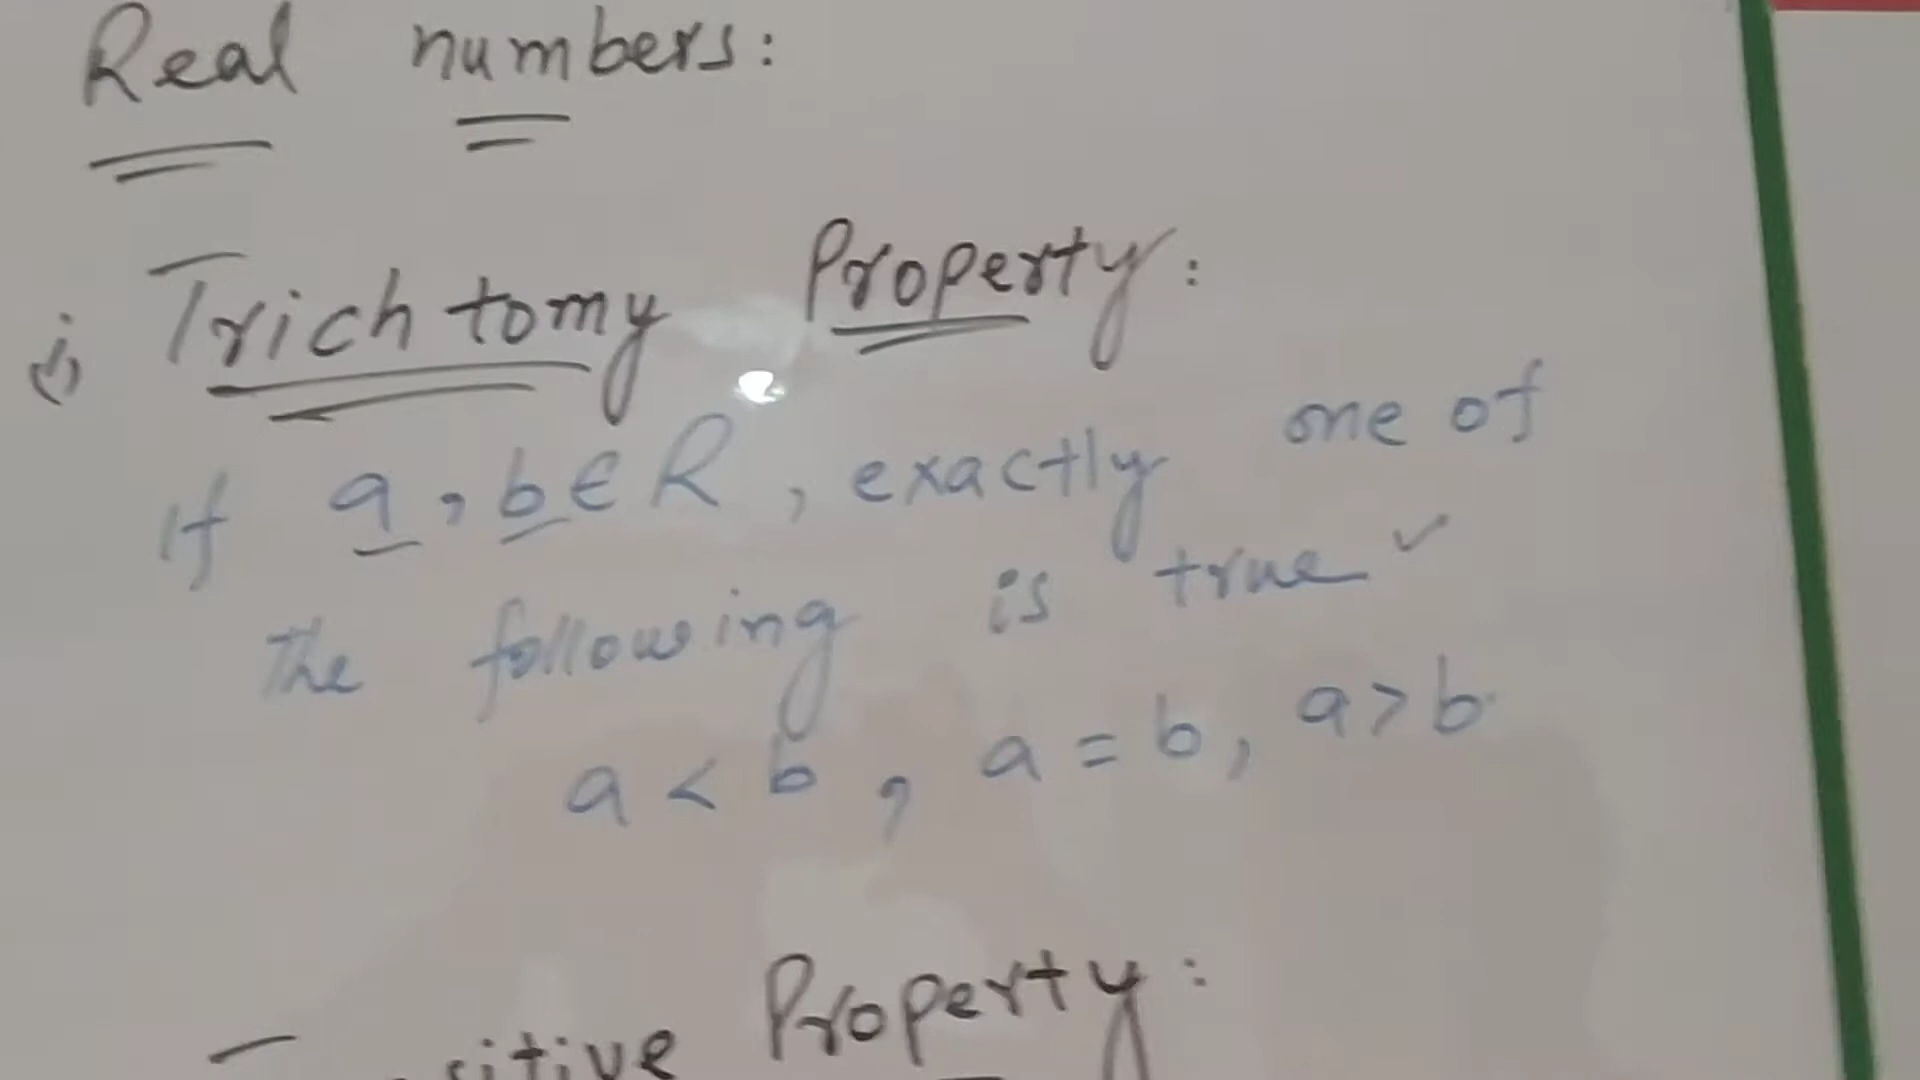 Real numbers:
(i) Trichtomy Property:
If a, b ∈ R, exactly one of
the following is true ✓
a < b, a = b, a > b
Property: